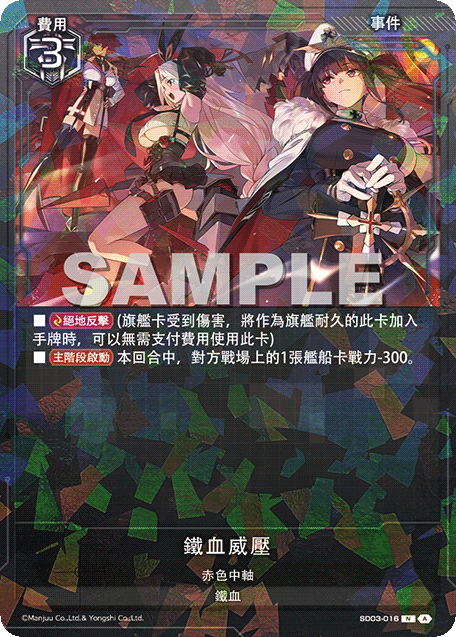 費用
3
事件
SAMPLE
■ 絕地反擊 (旗艦卡受到傷害，將作為旗艦耐久的此卡加入
手牌時，可以無需支付費用使用此卡)
■ 主階段啟動 本回合中，對方戰場上的1張艦船卡戰力-300。
鐵血威壓
赤色中軸
鐵血
©Manjuu Co.,Ltd.& Yongshi Co.,Ltd.
SD03-016 N A